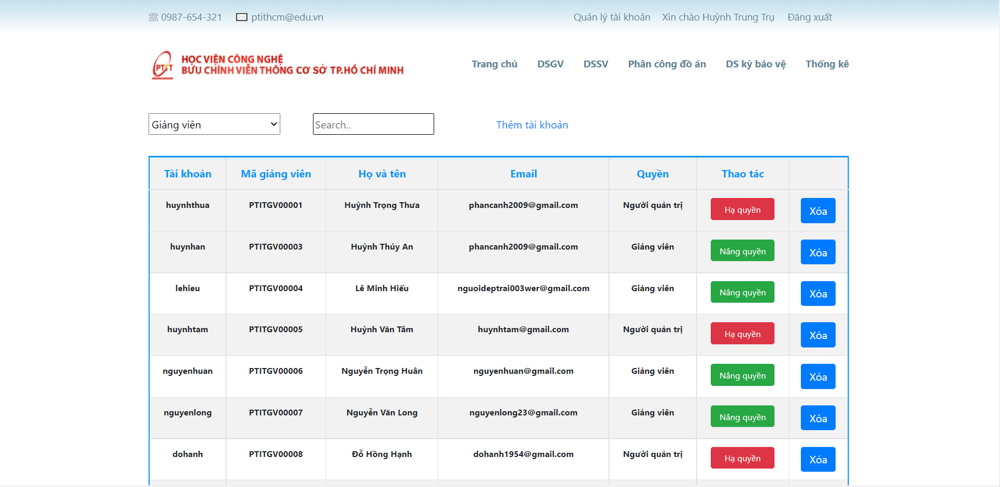 0987-654-321 ptithcm@edu.vn Quản lý tài khoản Xin chào Huỳnh Trung Trụ Đăng xuất
PTIT
HỌC VIỆN CÔNG NGHỆ
BƯU CHÍNH VIỄN THÔNG CƠ SỞ TP.HỒ CHÍ MINH
Trang chủ DSGV DSSV Phân công đồ án DS kỳ bảo vệ Thống kê
Giảng viên Search.. Thêm tài khoản
Tài khoản Mã giảng viên Họ và tên Email Quyền Thao tác
huynhthua PTITGV00001 Huỳnh Trọng Thưa phancanh2009@gmail.com Người quản trị Hạ quyền Xóa
huynhan PTITGV00003 Huỳnh Thúy An phancanh2009@gmail.com Giảng viên Nâng quyền Xóa
lehieu PTITGV00004 Lê Minh Hiếu nguoideptrai003wer@gmail.com Giảng viên Nâng quyền Xóa
huynhtam PTITGV00005 Huỳnh Văn Tâm huynhtam@gmail.com Người quản trị Hạ quyền Xóa
nguyenhuan PTITGV00006 Nguyễn Trọng Huân nguyenhuan@gmail.com Giảng viên Nâng quyền Xóa
nguyenlong PTITGV00007 Nguyễn Văn Long nguyenlong23@gmail.com Giảng viên Nâng quyền Xóa
dohanh PTITGV00008 Đỗ Hồng Hạnh dohanh1954@gmail.com Người quản trị Hạ quyền Xóa